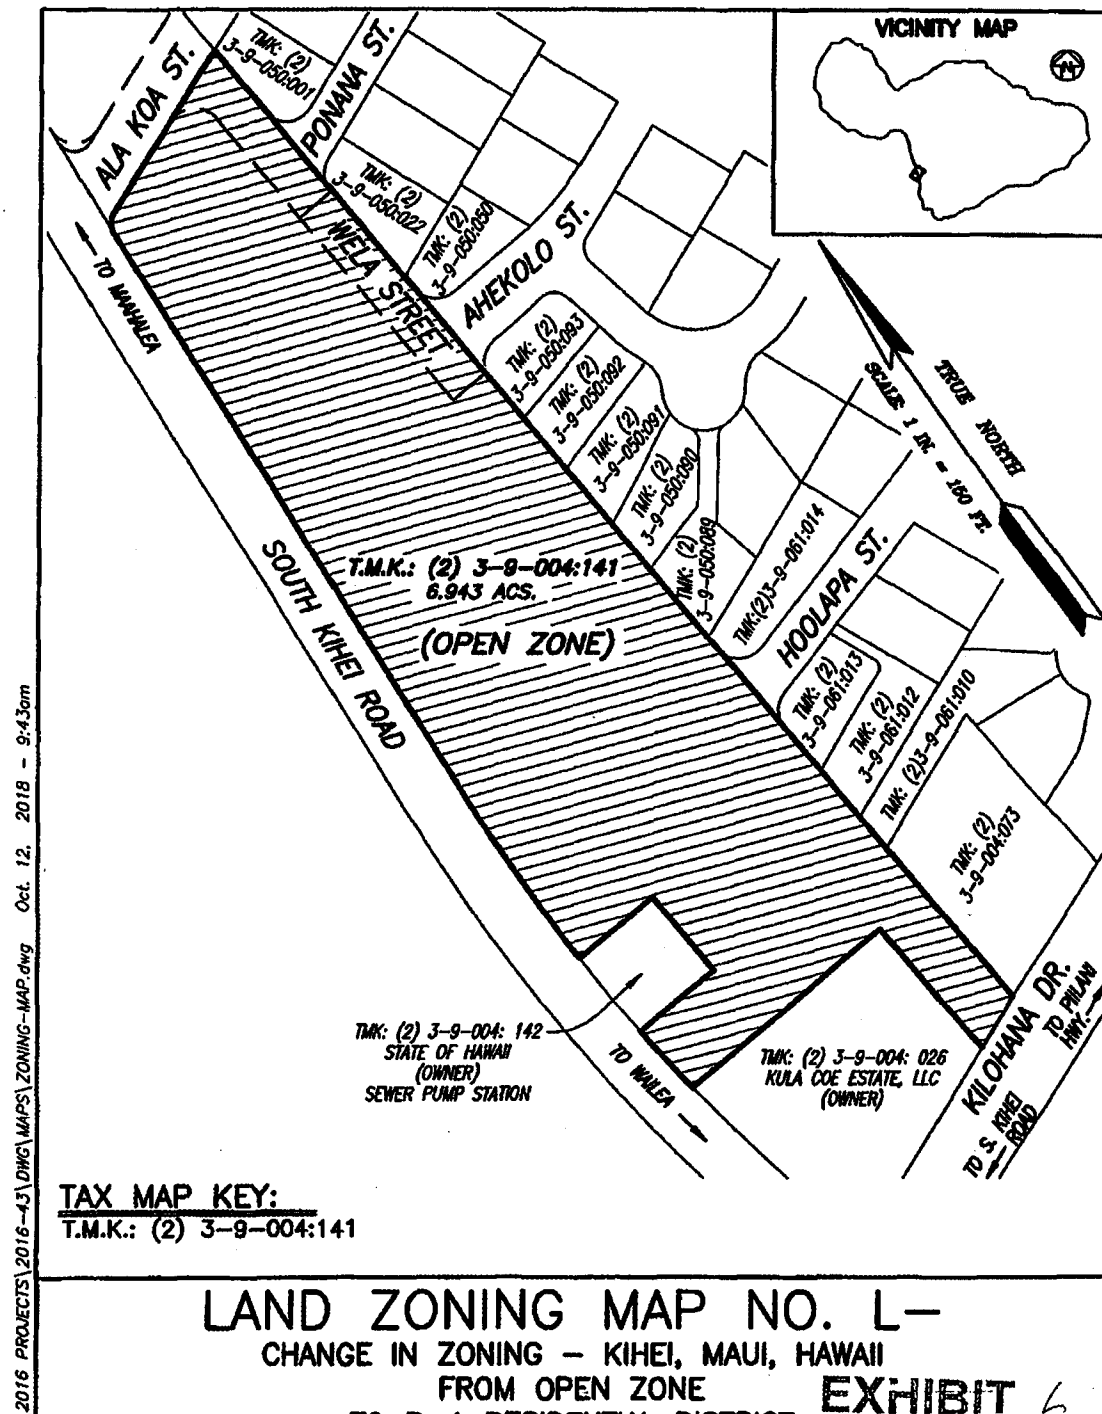 VICINITY MAP
N
ALA KOA ST.
TMK: (2)
3-9-050:001
PONANA ST.
TMK: (2)
3-9-050:022
TMK: (2)
3-9-050:050
AHEKOLO ST.
WELA STREET
TO MAAHALEA
TMK: (2)
3-9-050:093
TMK: (2)
3-9-050:092
TMK: (2)
3-9-050:091
TMK: (2)
3-9-050:090
TMK: (2)
3-9-050:089
TRUE NORTH
SCALE: 1 IN. = 160 FT.
TMK:(2)3-9-061:014
HOOLAPA ST.
SOUTH KIHEI ROAD
T.M.K.: (2) 3-9-004:141
6.943 ACS.
(OPEN ZONE)
TMK: (2)
3-9-061:013
TMK: (2)
3-9-061:012
TMK: (2)3-9-061:010
TMK: (2)
3-9-004:073
KILOHANA DR.
TO PIILANI
HWY.
TO S. KIHEI
ROAD
TMK: (2) 3-9-004: 142
STATE OF HAWAII
(OWNER)
SEWER PUMP STATION
TO WAILEA
TMK: (2) 3-9-004: 026
KULA COE ESTATE, LLC
(OWNER)
TAX MAP KEY:
T.M.K.: (2) 3-9-004:141
2016 PROJECTS\2016-43\DWG\MAPS\ZONING-MAP.dwg Oct. 12, 2018 - 9:43am
LAND ZONING MAP NO. L-
CHANGE IN ZONING - KIHEI, MAUI, HAWAII
FROM OPEN ZONE
EXHIBIT 6